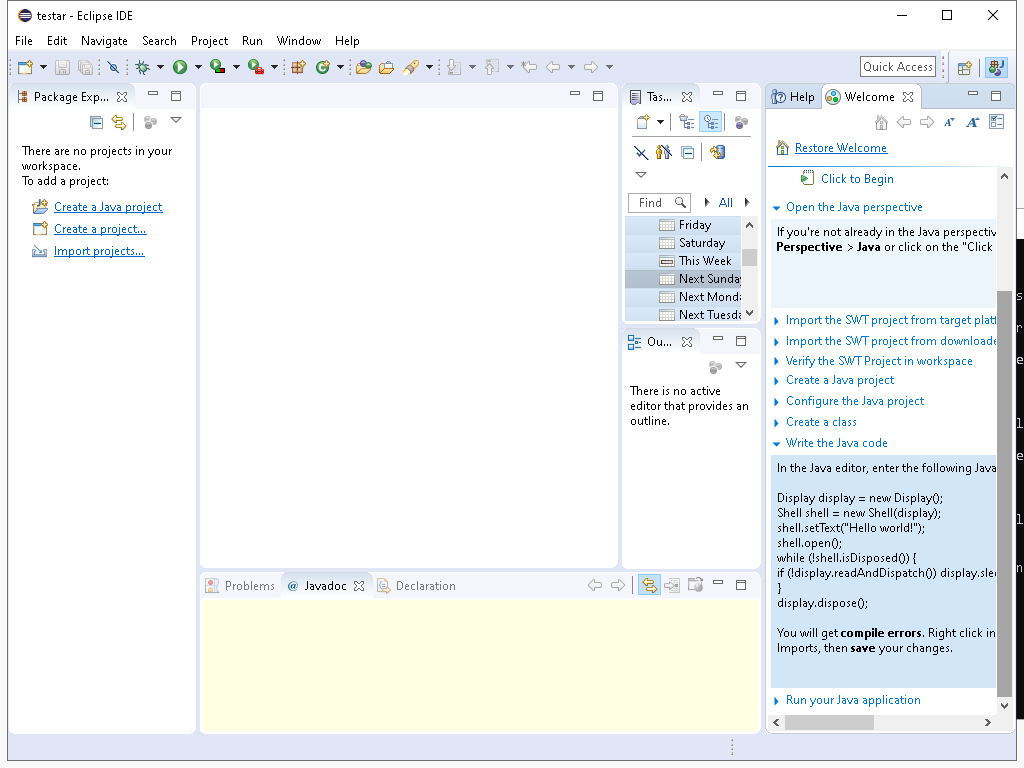 testar - Eclipse IDE
File Edit Navigate Search Project Run Window Help
Quick Access
Package Exp...
There are no projects in your
workspace.
To add a project:
Create a Java project
Create a project...
Import projects...
Tas...
Find
All
Friday
Saturday
This Week
Next Sunday
Next Monda
Next Tuesda
Ou...
There is no active
editor that provides an
outline.
Problems @ Javadoc Declaration
Help Welcome
Restore Welcome
Click to Begin
Open the Java perspective
If you're not already in the Java perspectiv
Perspective > Java or click on the "Click
Import the SWT project from target platf
Import the SWT project from downloade
Verify the SWT Project in workspace
Create a Java project
Configure the Java project
Create a class
Write the Java code
In the Java editor, enter the following Java
Display display = new Display();
Shell shell = new Shell(display);
shell.setText("Hello world!");
shell.open();
while (!shell.isDisposed()) {
if (!display.readAndDispatch()) display.slee
}
display.dispose();
You will get compile errors. Right click in
Imports, then save your changes.
Run your Java application